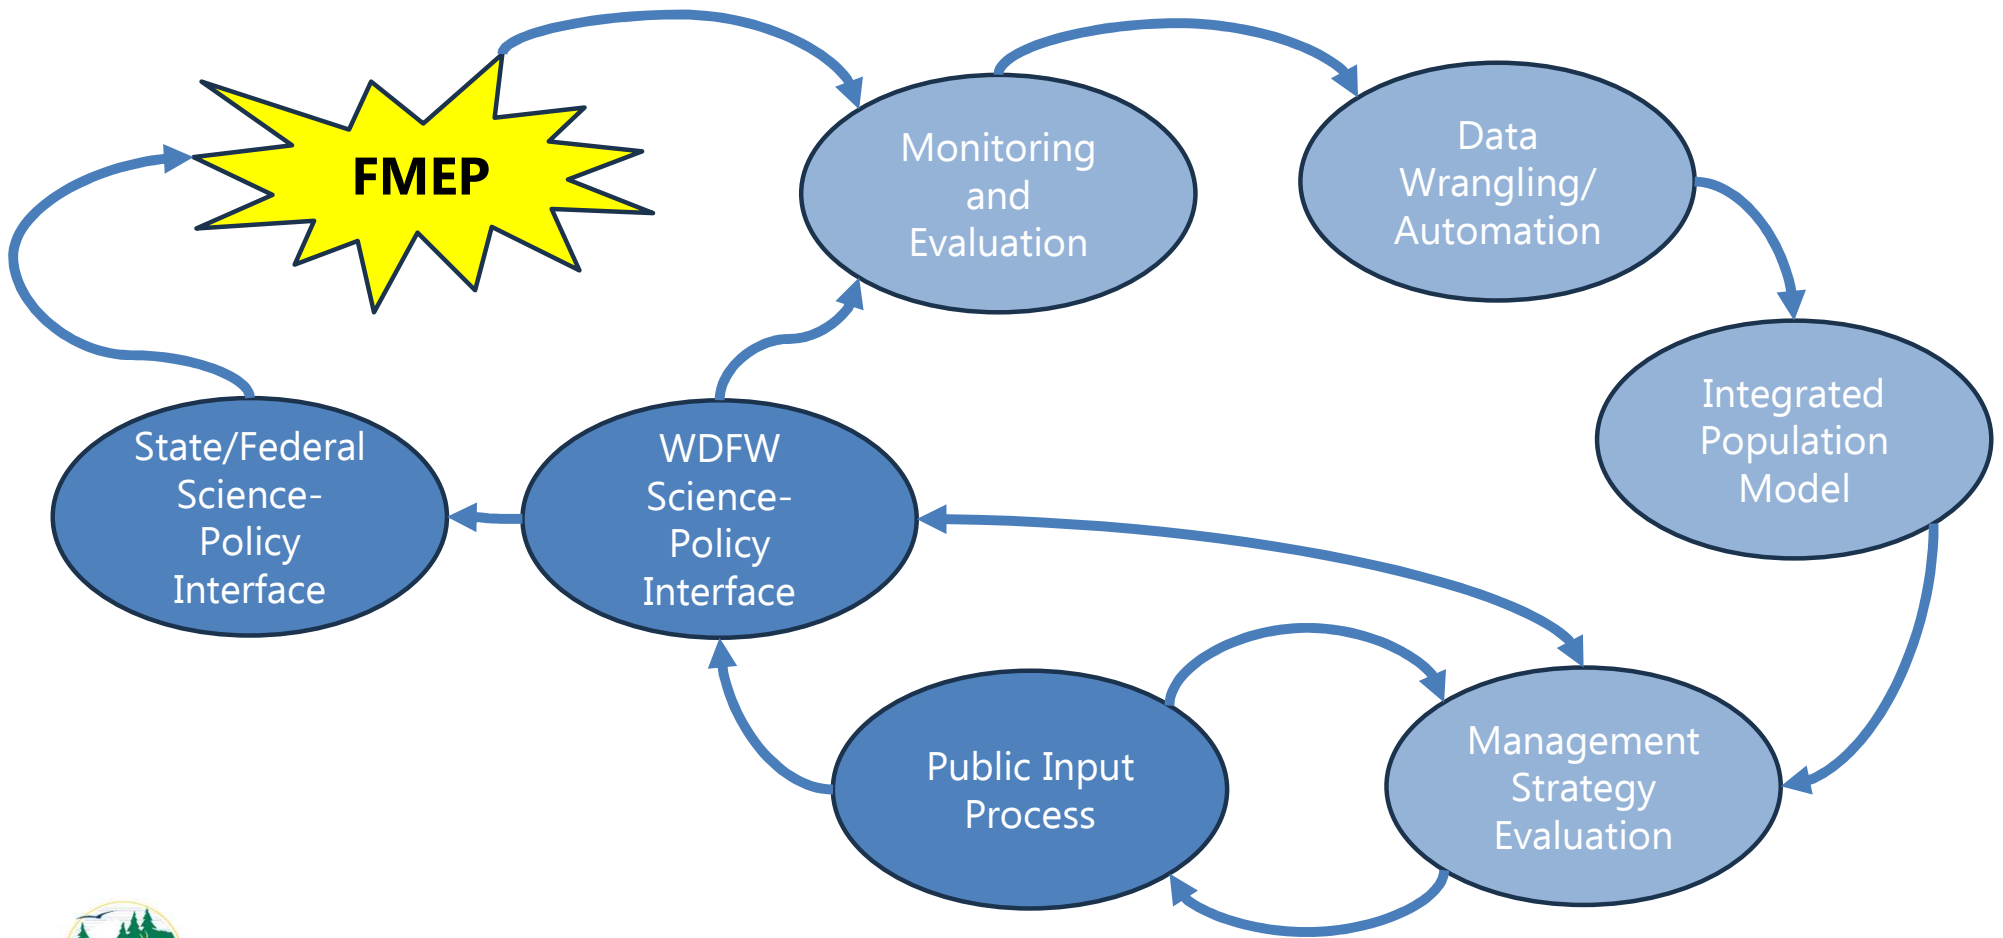 FMEP
Monitoring
and
Evaluation
Data
Wrangling/
Automation
Integrated
Population
Model
State/Federal
Science-
Policy
Interface
WDFW
Science-
Policy
Interface
Public Input
Process
Management
Strategy
Evaluation